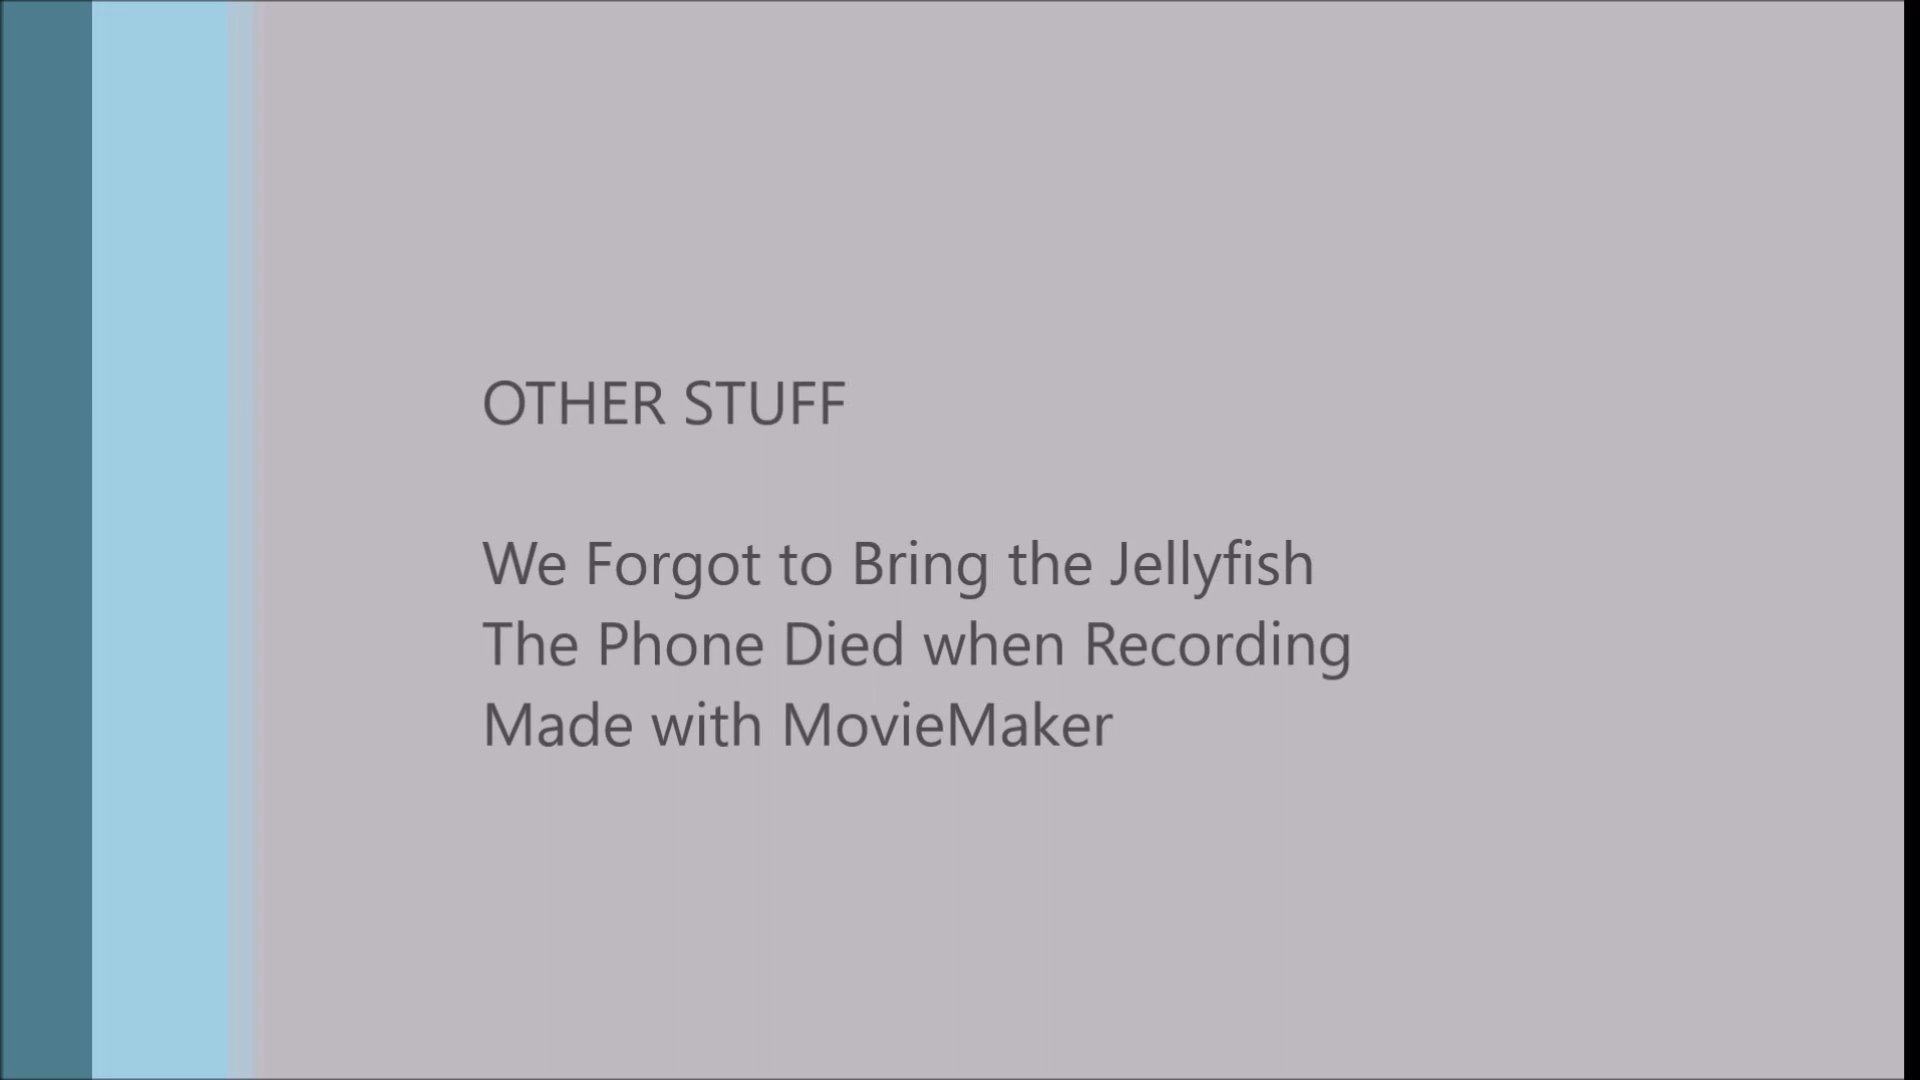 OTHER STUFF
We Forgot to Bring the Jellyfish
The Phone Died when Recording
Made with MovieMaker